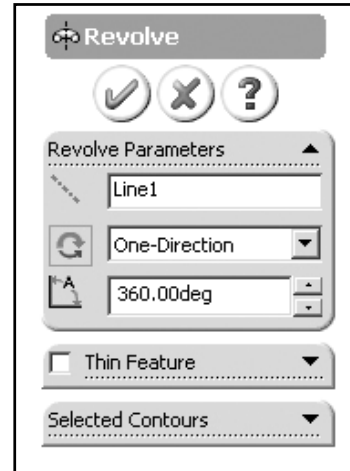 Revolve
?
Revolve Parameters
Line1
One-Direction
A
360.00deg
Thin Feature
Selected Contours